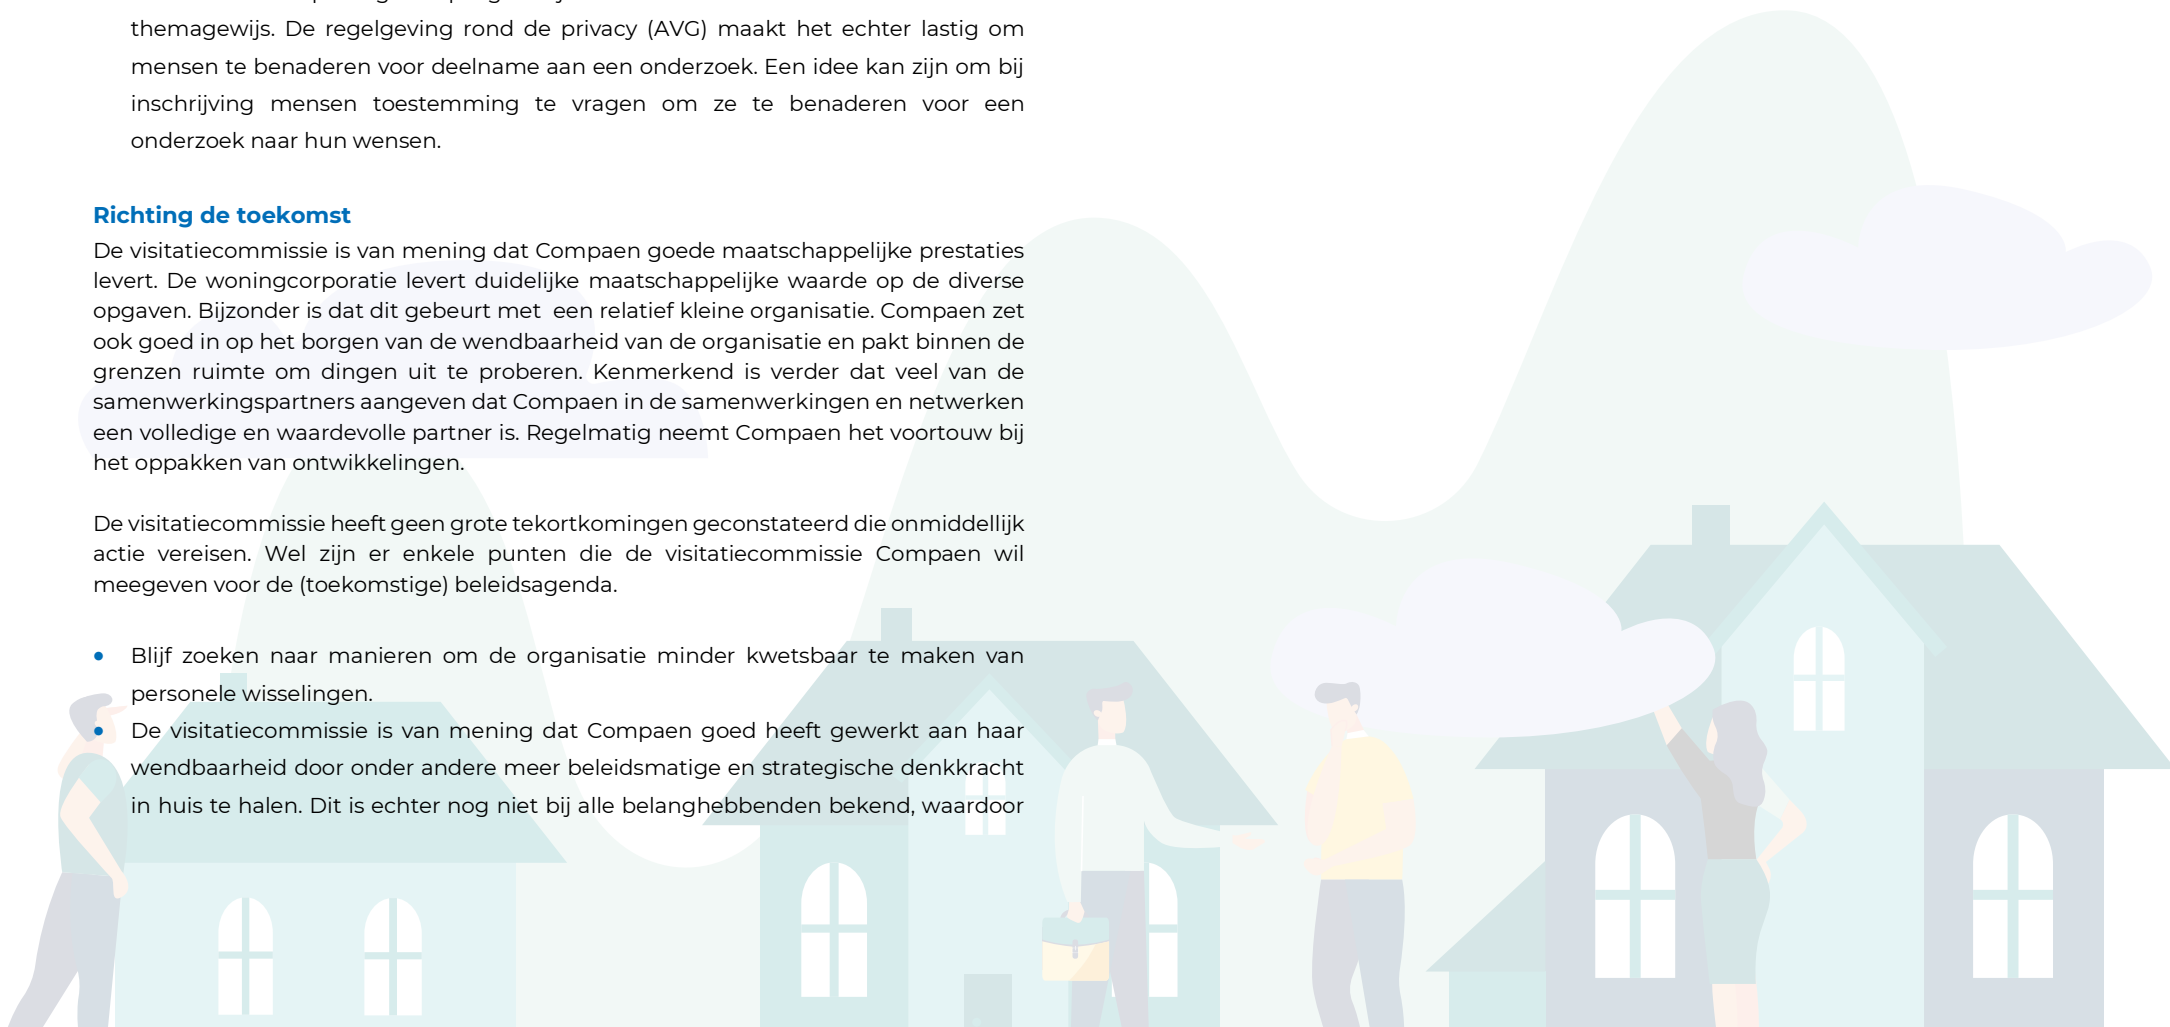 themagewijs. De regelgeving rond de privacy (AVG) maakt het echter lastig om
mensen te benaderen voor deelname aan een onderzoek. Een idee kan zijn om bij
inschrijving mensen toestemming te vragen om ze te benaderen voor een
onderzoek naar hun wensen.
Richting de toekomst
De visitatiecommissie is van mening dat Compaen goede maatschappelijke prestaties
levert. De woningcorporatie levert duidelijke maatschappelijke waarde op de diverse
opgaven. Bijzonder is dat dit gebeurt met  een relatief kleine organisatie. Compaen zet
ook goed in op het borgen van de wendbaarheid van de organisatie en pakt binnen de
grenzen ruimte om dingen uit te proberen. Kenmerkend is verder dat veel van de
samenwerkingspartners aangeven dat Compaen in de samenwerkingen en netwerken
een volledige en waardevolle partner is. Regelmatig neemt Compaen het voortouw bij
het oppakken van ontwikkelingen.
De visitatiecommissie heeft geen grote tekortkomingen geconstateerd die onmiddellijk
actie vereisen. Wel zijn er enkele punten die de visitatiecommissie Compaen wil
meegeven voor de (toekomstige) beleidsagenda.
• Blijf zoeken naar manieren om de organisatie minder kwetsbaar te maken van
personele wisselingen.
• De visitatiecommissie is van mening dat Compaen goed heeft gewerkt aan haar
wendbaarheid door onder andere meer beleidsmatige en strategische denkkracht
in huis te halen. Dit is echter nog niet bij alle belanghebbenden bekend, waardoor